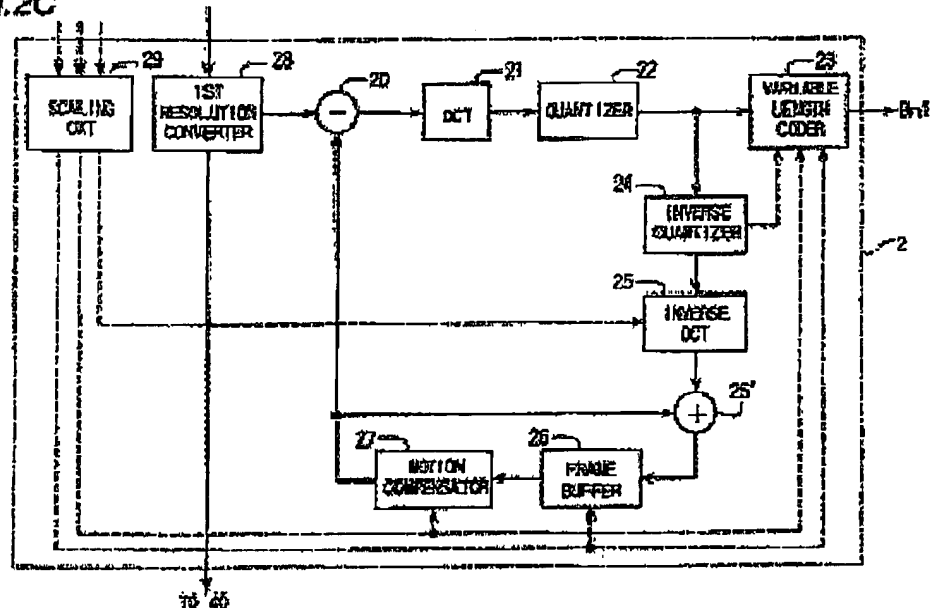 29
SCALING
CKT
28
1ST
RESOLUTION
CONVERTER
20
21
DCT
22
QUANTIZER
23
VARIABLE
LENGTH
CODER
24
INVERSE
QUANTIZER
2
25
INVERSE
DCT
25'
27
MOTION
COMPENSATOR
26
FRAME
BUFFER